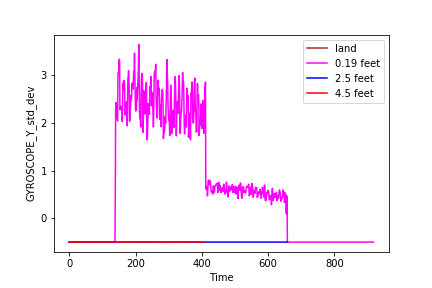 land
0.19 feet
2.5 feet
4.5 feet
GYROSCOPE_Y_std_dev
3
2
1
0
0 200 400 600 800
Time